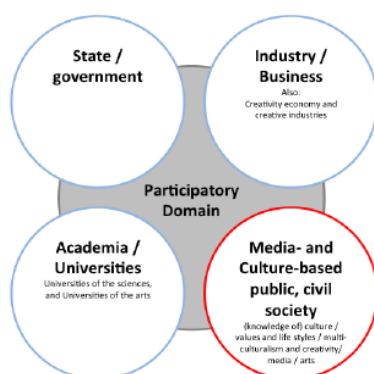 State /
government
Industry /
Business
Also:
Creativity economy and
creative industries
Participatory
Domain
Academia /
Universities
Universities of the sciences,
and Universities of the arts
Media- and
Culture-based
public, civil
society
(knowledge of) culture /
values and life styles / multi-
culturalism and creativity/
media / arts